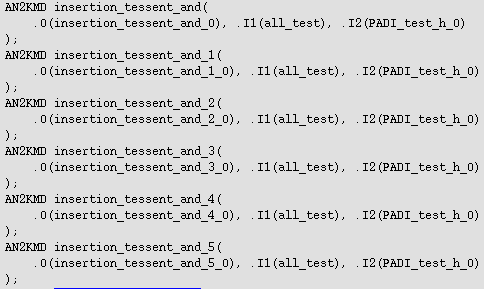 AN2KMD insertion_tessent_and(
.O(insertion_tessent_and_0), .I1(all_test), .I2(PADI_test_h_0)
);
AN2KMD insertion_tessent_and_1(
.O(insertion_tessent_and_1_0), .I1(all_test), .I2(PADI_test_h_0)
);
AN2KMD insertion_tessent_and_2(
.O(insertion_tessent_and_2_0), .I1(all_test), .I2(PADI_test_h_0)
);
AN2KMD insertion_tessent_and_3(
.O(insertion_tessent_and_3_0), .I1(all_test), .I2(PADI_test_h_0)
);
AN2KMD insertion_tessent_and_4(
.O(insertion_tessent_and_4_0), .I1(all_test), .I2(PADI_test_h_0)
);
AN2KMD insertion_tessent_and_5(
.O(insertion_tessent_and_5_0), .I1(all_test), .I2(PADI_test_h_0)
);